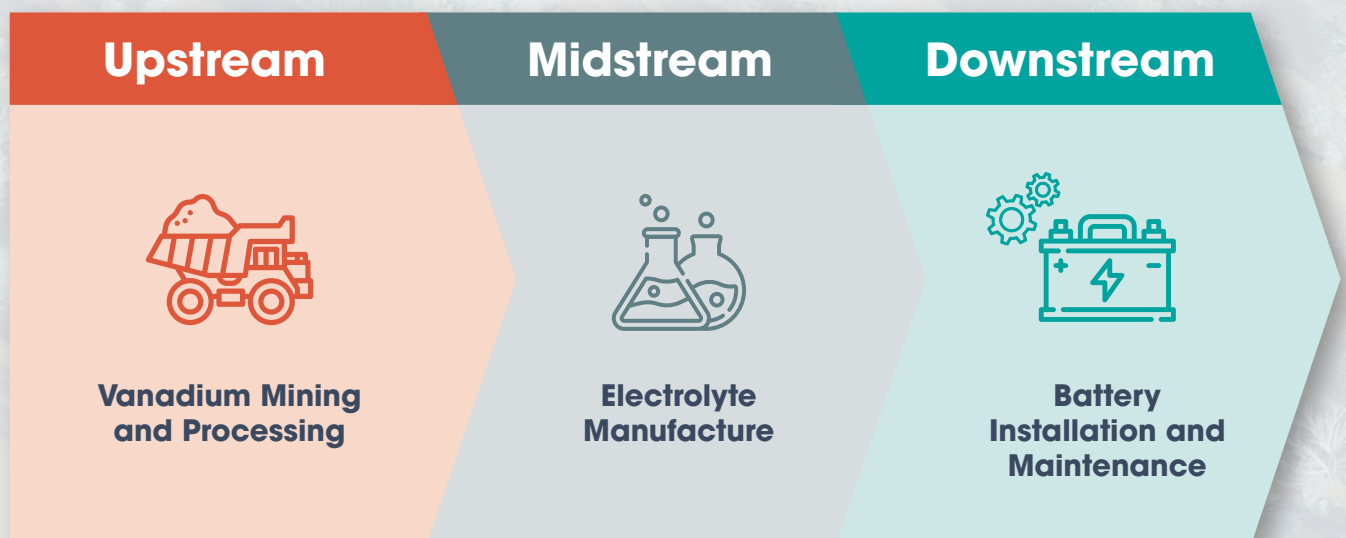 Upstream
Midstream
Downstream
Vanadium Mining
and Processing
Electrolyte
Manufacture
Battery
Installation and
Maintenance